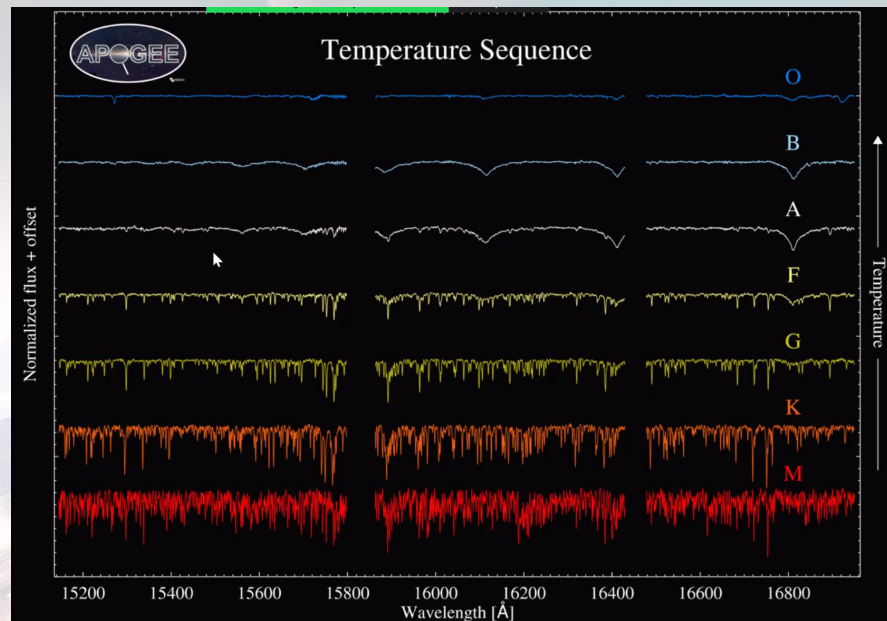 APOGEE
Temperature Sequence
O
B
A
F
G
K
M
Normalized flux + offset
Temperature
15200 15400 15600 15800 16000 16200 16400 16600 16800
Wavelength [Å]